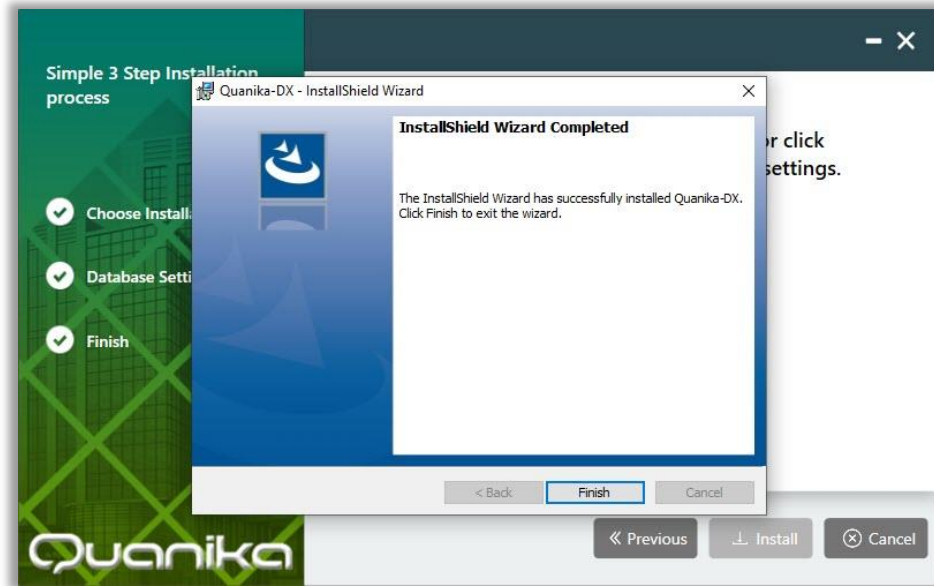 Simple 3 Step Installation
process
Choose Install
Database Setti
Finish
Quanika
Quanika-DX - InstallShield Wizard
InstallShield Wizard Completed
The InstallShield Wizard has successfully installed Quanika-DX.
Click Finish to exit the wizard.
< Back
Finish
Cancel
r click
settings.
Previous
Install
Cancel